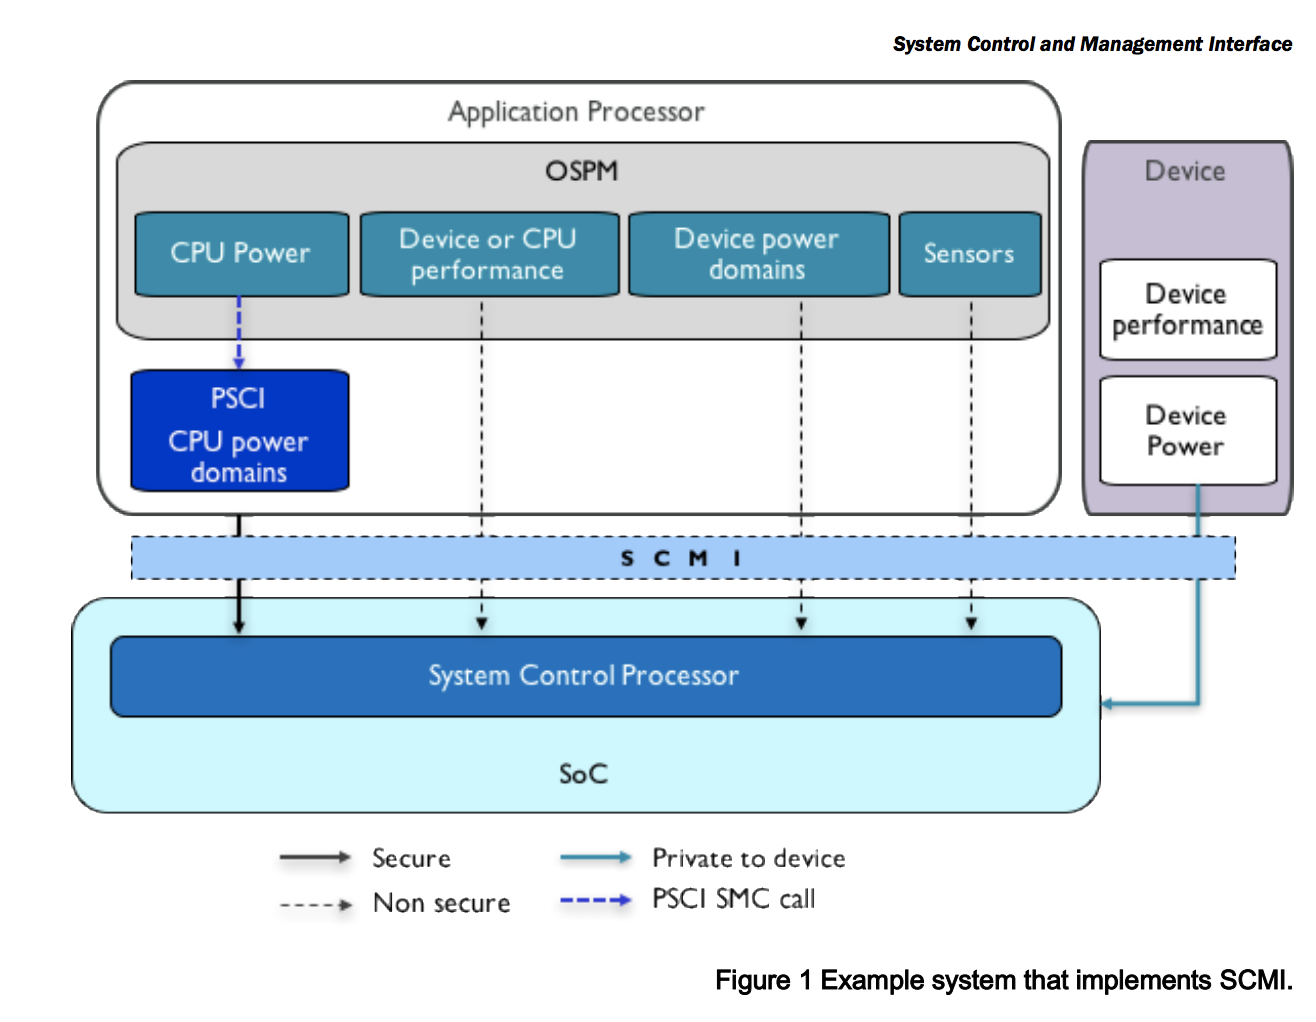 System Control and Management Interface
Application Processor
OSPM
CPU Power
Device or CPU
performance
Device power
domains
Sensors
PSCI
CPU power
domains
Device
Device
performance
Device
Power
S C M I
System Control Processor
SoC
Secure
Private to device
Non secure
PSCI SMC call
Figure 1 Example system that implements SCMI.